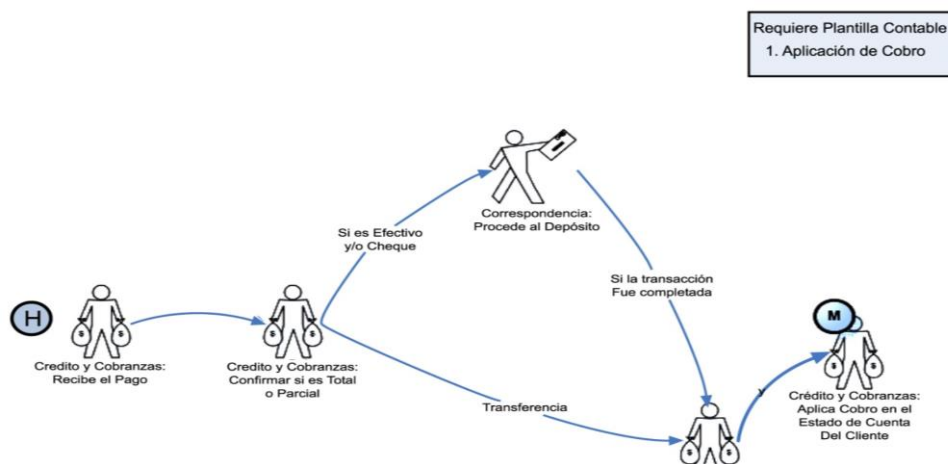 Requiere Plantilla Contable
1. Aplicación de Cobro
Correspondencia:
Procede al Depósito
Si es Efectivo
y/o Cheque
Si la transacción
Fue completada
H
M
Credito y Cobranzas:
Recibe el Pago
Credito y Cobranzas:
Confirmar si es Total
o Parcial
Transferencia
y
Crédito y Cobranzas:
Aplica Cobro en el
Estado de Cuenta
Del Cliente
$
$
$
$
$
$
$
$